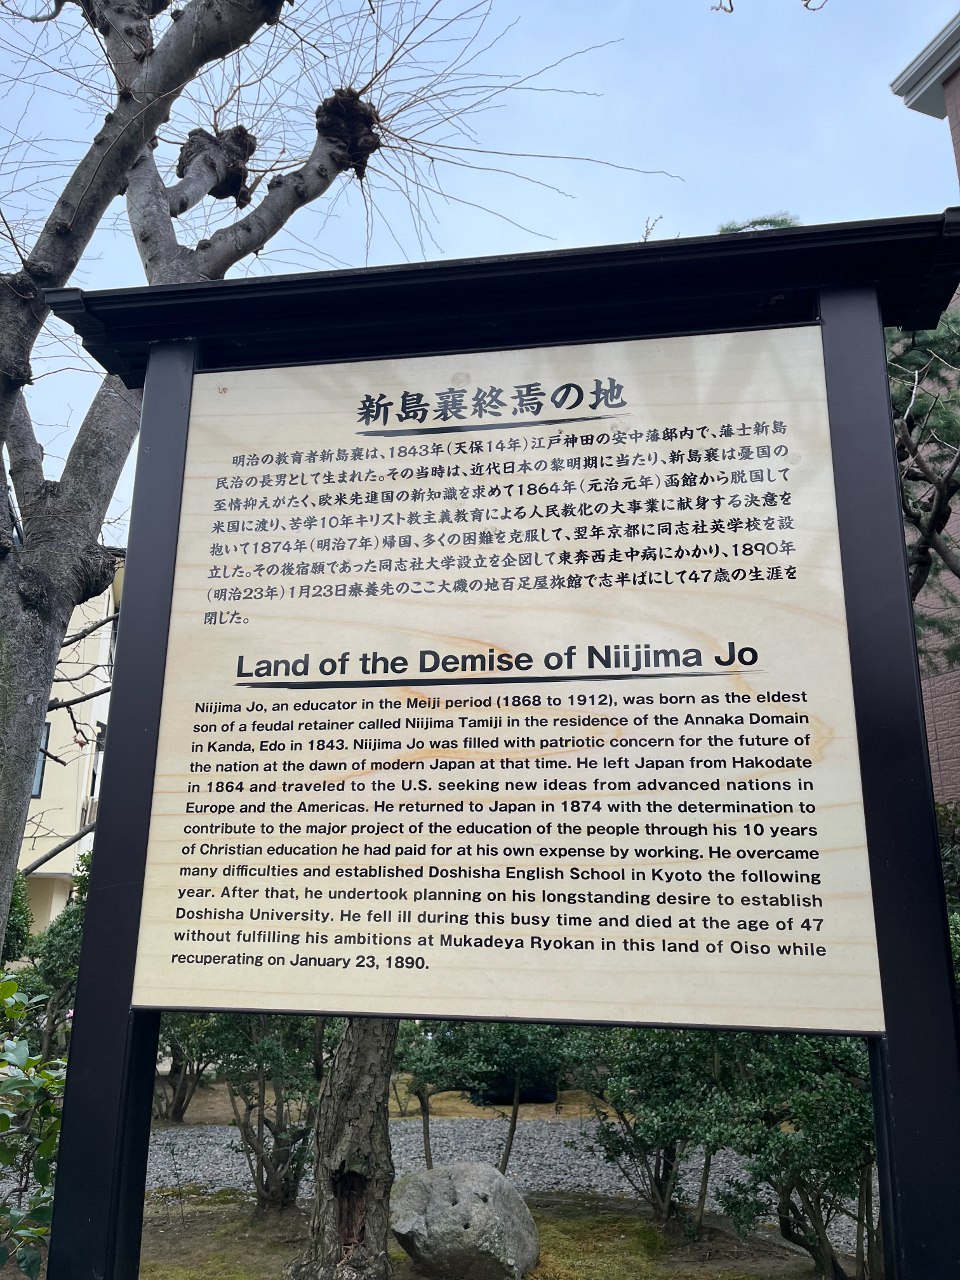 新島襄終焉の地
明治の教育者新島襄は、1843年(天保14年)江戸神田の安中藩邸内で、藩士新島
民治の長男として生まれた。その当時は、近代日本の黎明期に当たり、新島襄は憂国の
至情抑えがたく、欧米先進国の新知識を求めて1864年(元治元年)函館から脱国して
米国に渡り、苦学10年キリスト教主義教育による人民教化の大事業に献身する決意を
抱いて1874年(明治7年)帰国、多くの困難を克服して、翌年京都に同志社英学校を設
立した。その後宿願であった同志社大学設立を企図して東奔西走中病にかかり、1890年
(明治23年)1月23日療養先のここ大磯の地百足屋旅館で志半ばにして47歳の生涯を
閉じた。
Land of the Demise of Niijima Jo
Niijima Jo, an educator in the Meiji period (1868 to 1912), was born as the eldest
son of a feudal retainer called Niijima Tamiji in the residence of the Annaka Domain
in Kanda, Edo in 1843. Niijima Jo was filled with patriotic concern for the future of
the nation at the dawn of modern Japan at that time. He left Japan from Hakodate
in 1864 and traveled to the U.S. seeking new ideas from advanced nations in
Europe and the Americas. He returned to Japan in 1874 with the determination to
contribute to the major project of the education of the people through his 10 years
of Christian education he had paid for at his own expense by working. He overcame
many difficulties and established Doshisha English School in Kyoto the following
year. After that, he undertook planning on his longstanding desire to establish
Doshisha University. He fell ill during this busy time and died at the age of 47
without fulfilling his ambitions at Mukadeya Ryokan in this land of Oiso while
recuperating on January 23, 1890.